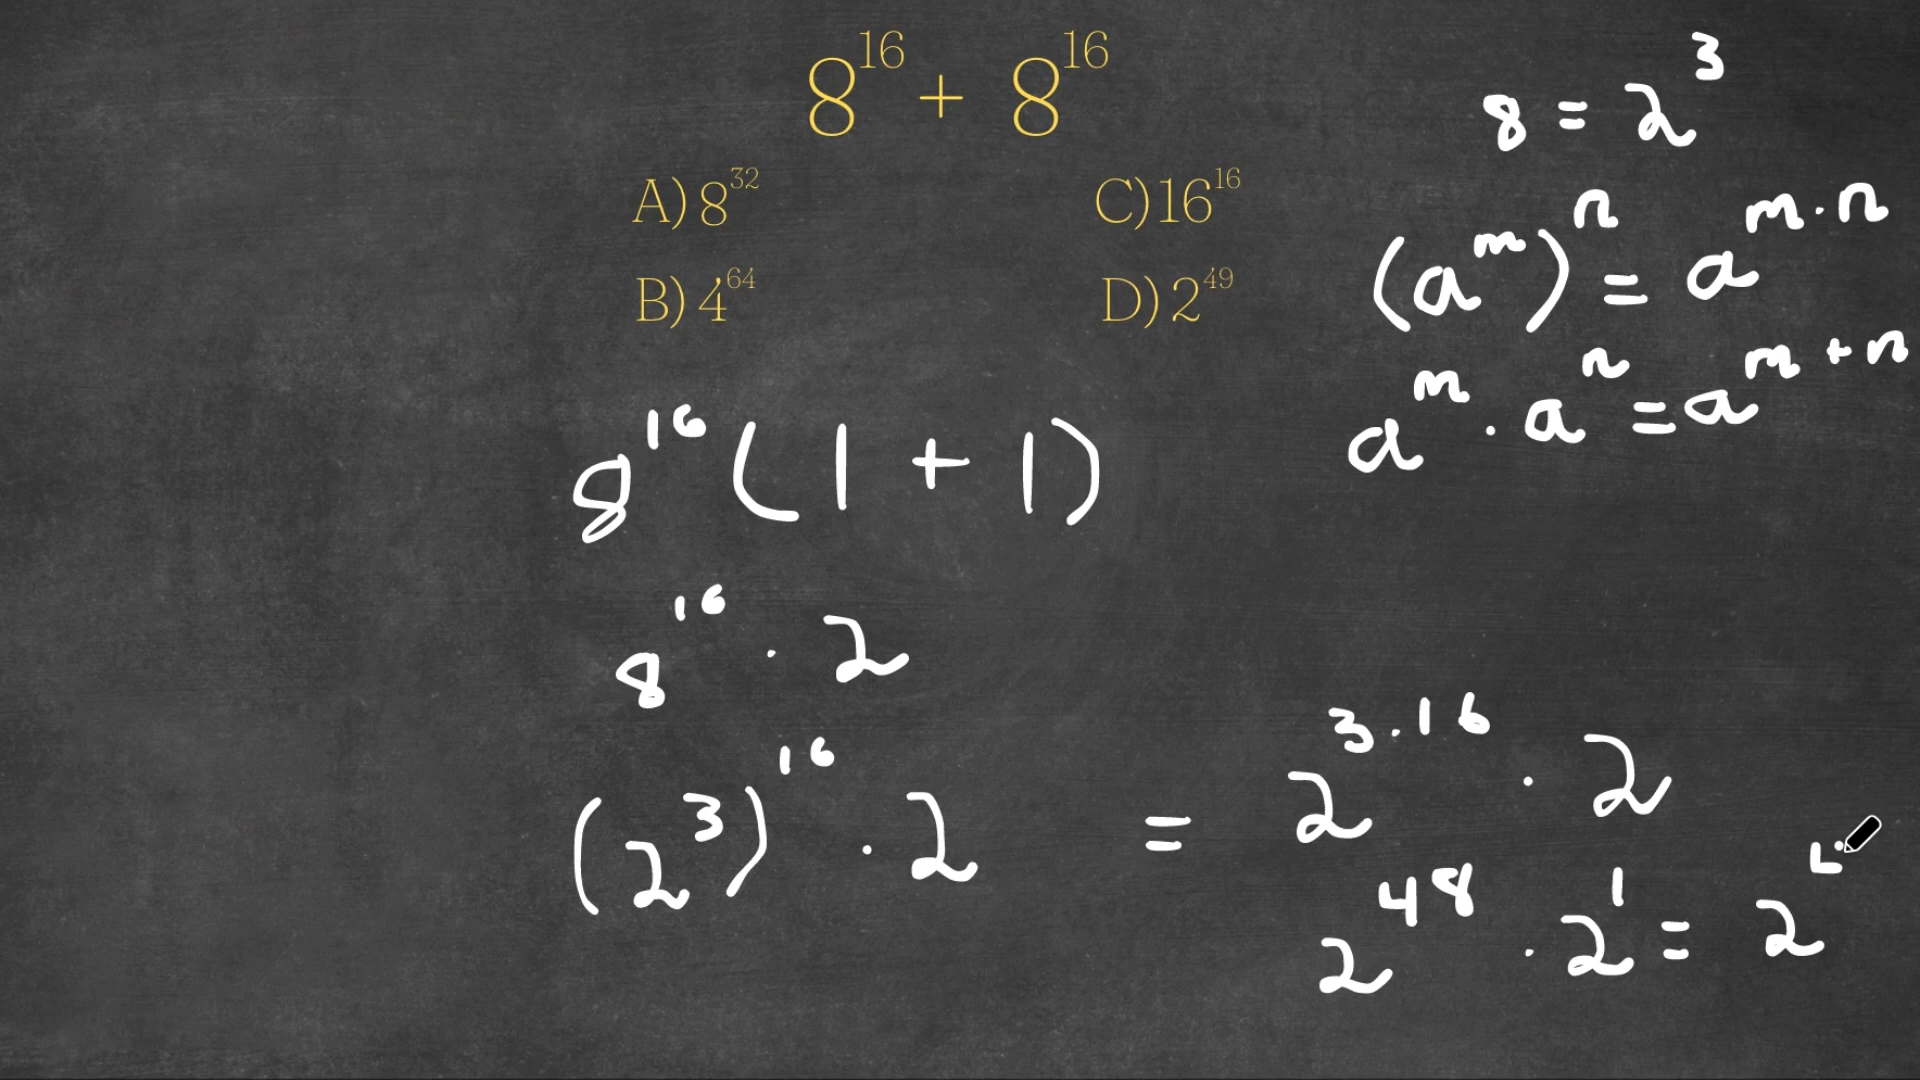 8^16 + 8^16
A) 8^32
C) 16^16
B) 4^64
D) 2^49
8 = 2^3
(a^m)^n = a^m·n
a^m · a^n = a^m+n
8^16 (1 + 1)
8^16 · 2
(2^3)^16 · 2 = 2^3·16 · 2
2^48 · 2^1 = 2